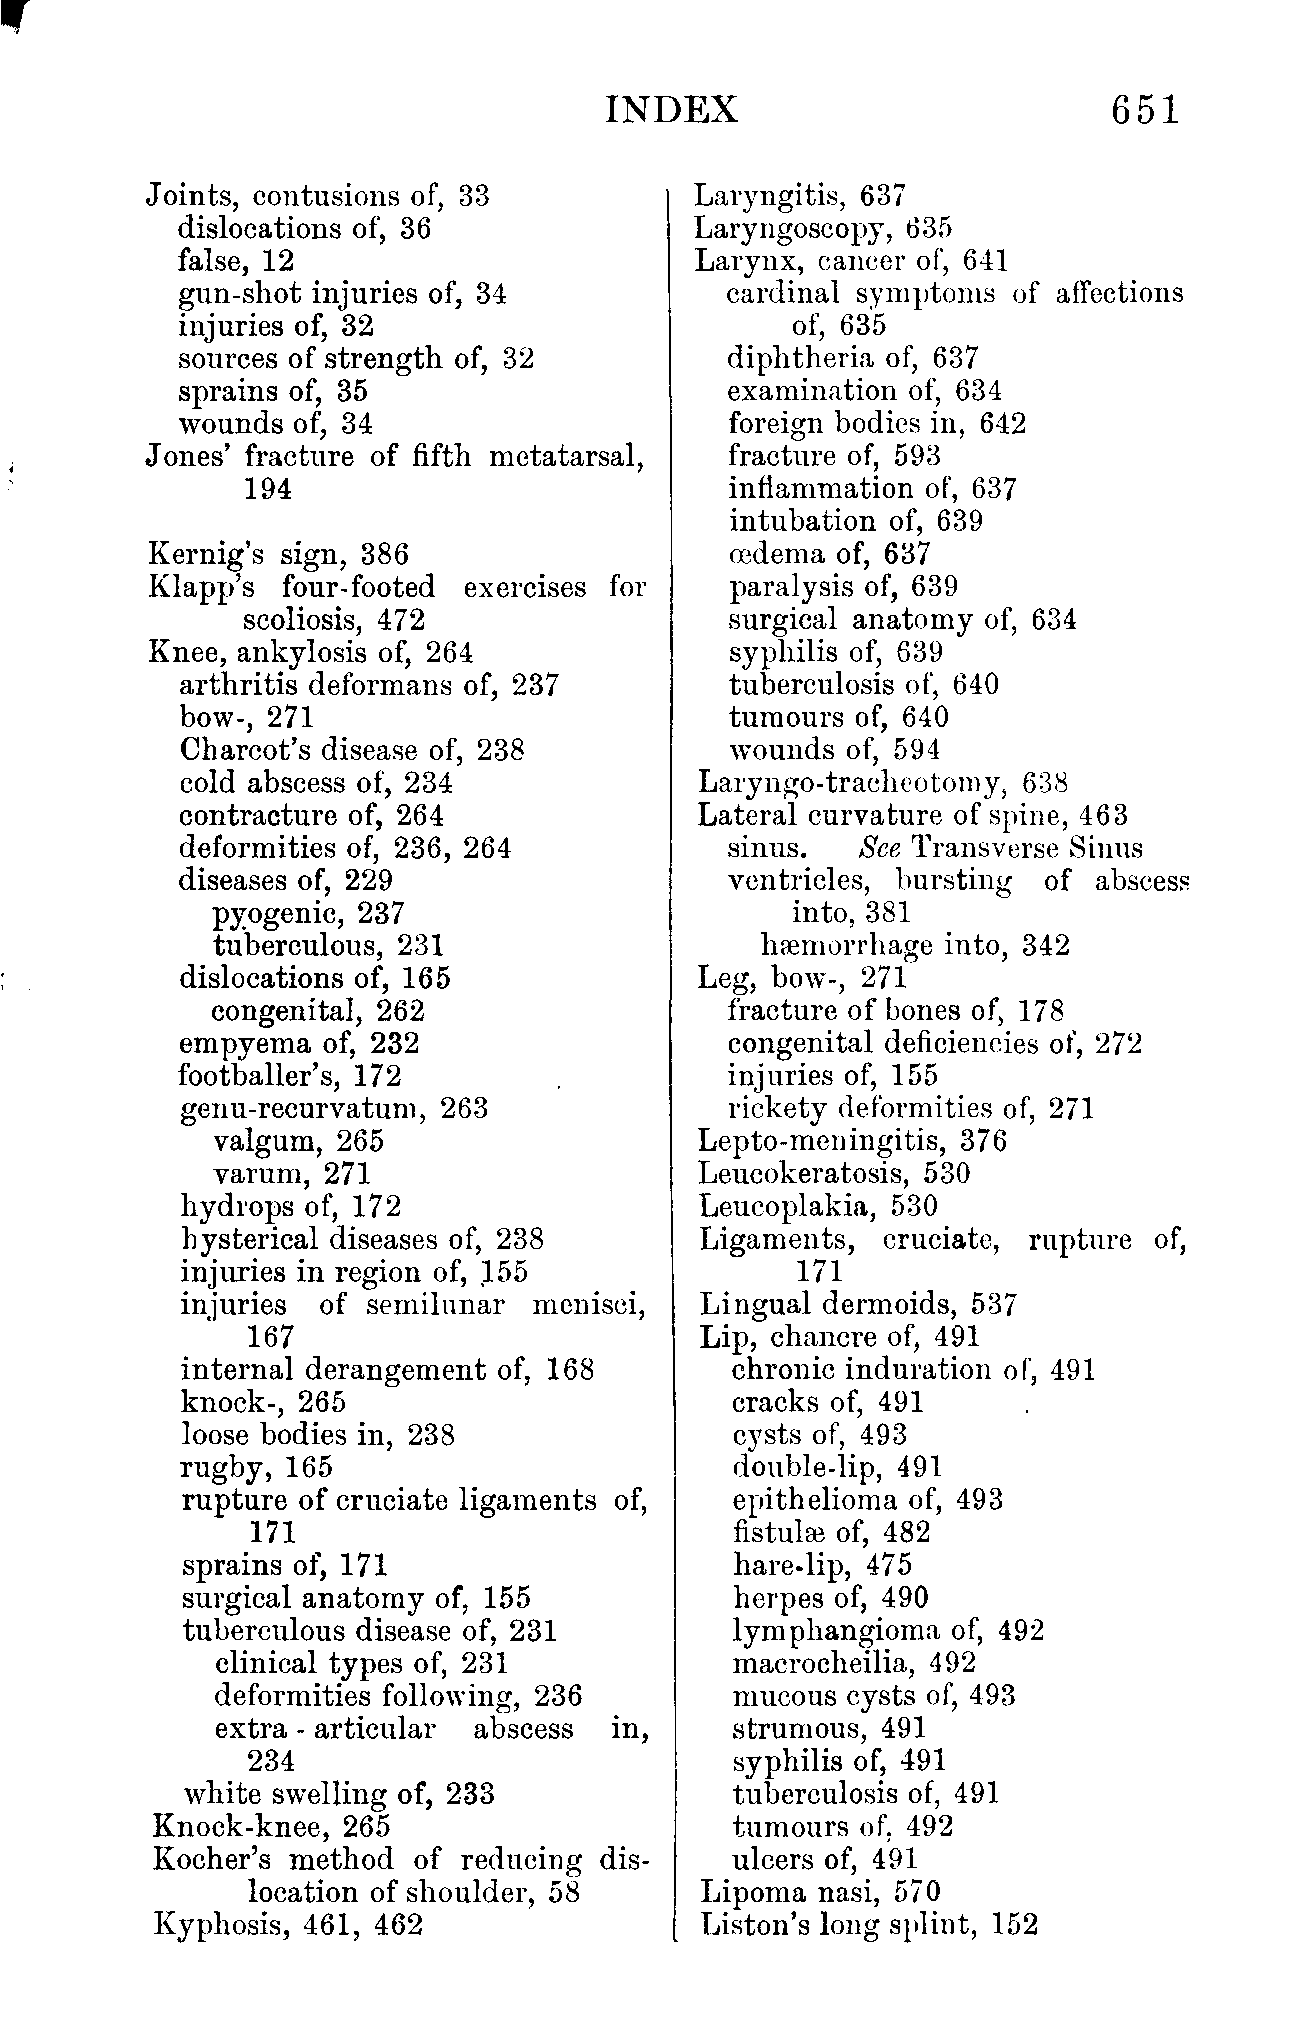 INDEX 651
Joints, contusions of, 33
dislocations of, 36
false, 12
gun-shot injuries of, 34
injuries of, 32
sources of strength of, 32
sprains of, 35
wounds of, 34
Jones' fracture of fifth metatarsal,
194
Kernig's sign, 386
Klapp's four-footed exercises for
scoliosis, 472
Knee, ankylosis of, 264
arthritis deformans of, 237
bow-, 271
Charcot's disease of, 238
cold abscess of, 234
contracture of, 264
deformities of, 236, 264
diseases of, 229
pyogenic, 237
tuberculous, 231
dislocations of, 165
congenital, 262
empyema of, 232
footballer's, 172
genu-recurvatum, 263
valgum, 265
varum, 271
hydrops of, 172
hysterical diseases of, 238
injuries in region of, 155
injuries of semilunar menisci,
167
internal derangement of, 168
knock-, 265
loose bodies in, 238
rugby, 165
rupture of cruciate ligaments of,
171
sprains of, 171
surgical anatomy of, 155
tuberculous disease of, 231
clinical types of, 231
deformities following, 236
extra-articular abscess in,
234
white swelling of, 233
Knock-knee, 265
Kocher's method of reducing dis-
location of shoulder, 58
Kyphosis, 461, 462
Laryngitis, 637
Laryngoscopy, 635
Larynx, cancer of, 641
cardinal symptoms of affections
of, 635
diphtheria of, 637
examination of, 634
foreign bodies in, 642
fracture of, 593
inflammation of, 637
intubation of, 639
œdema of, 637
paralysis of, 639
surgical anatomy of, 634
syphilis of, 639
tuberculosis of, 640
tumours of, 640
wounds of, 594
Laryngo-tracheotomy, 638
Lateral curvature of spine, 463
sinus. See Transverse Sinus
ventricles, bursting of abscess
into, 381
hæmorrhage into, 342
Leg, bow-, 271
fracture of bones of, 178
congenital deficiencies of, 272
injuries of, 155
rickety deformities of, 271
Lepto-meningitis, 376
Leucokeratosis, 530
Leucoplakia, 530
Ligaments, cruciate, rupture of,
171
Lingual dermoids, 537
Lip, chancre of, 491
chronic induration of, 491
cracks of, 491
cysts of, 493
double-lip, 491
epithelioma of, 493
fistulæ of, 482
hare-lip, 475
herpes of, 490
lymphangioma of, 492
macrocheilia, 492
mucous cysts of, 493
strumous, 491
syphilis of, 491
tuberculosis of, 491
tumours of, 492
ulcers of, 491
Lipoma nasi, 570
Liston's long splint, 152